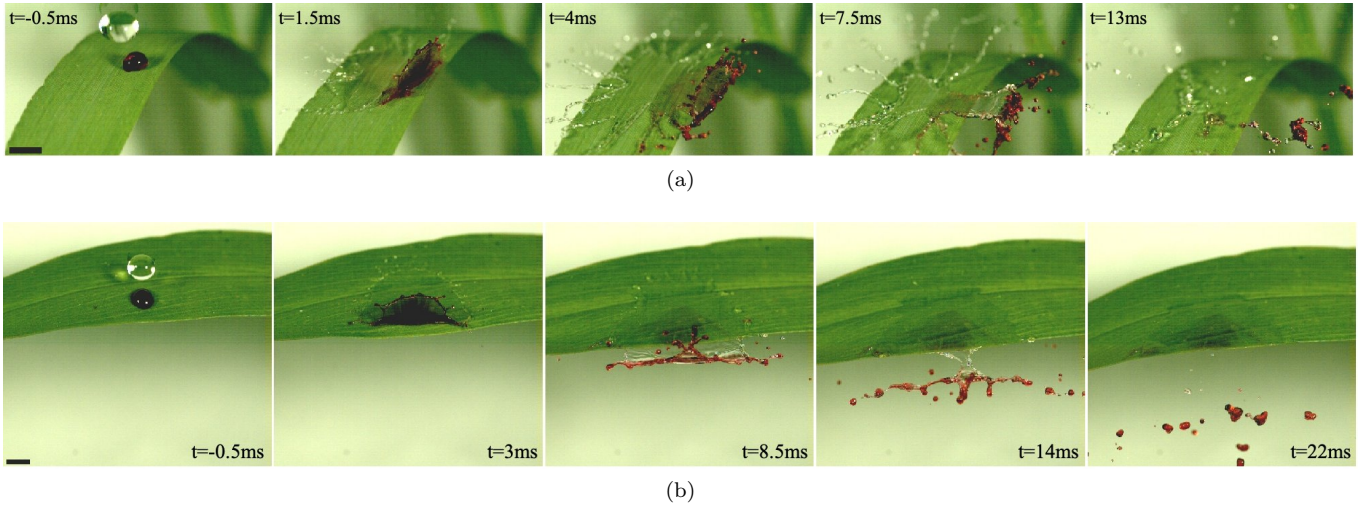 t=-0.5ms t=1.5ms t=4ms t=7.5ms t=13ms
(a)
t=-0.5ms t=3ms t=8.5ms t=14ms t=22ms
(b)